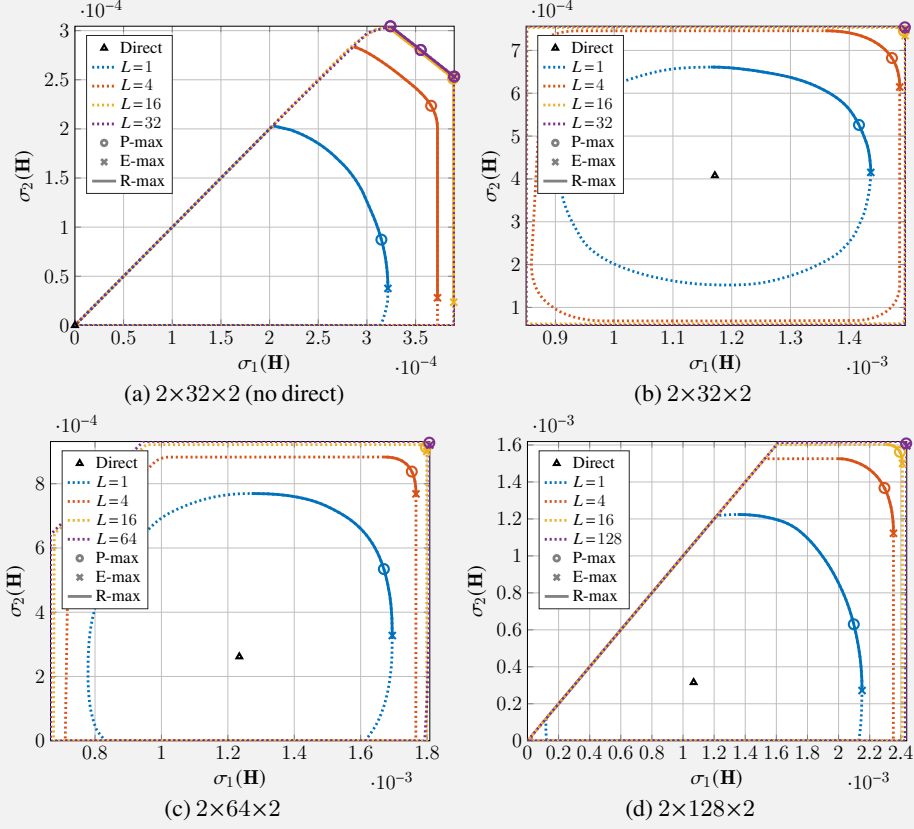 ·10⁻⁴
3
2.5
2
1.5
1
0.5
0
σ₂(H)
Direct
L=1
L=4
L=16
L=32
P-max
E-max
R-max
0 0.5 1 1.5 2 2.5 3 3.5
σ₁(H) ·10⁻⁴
(a) 2×32×2 (no direct)
·10⁻⁴
7
6
5
4
3
2
1
σ₂(H)
Direct
L=1
L=4
L=16
L=32
P-max
E-max
R-max
0.9 1 1.1 1.2 1.3 1.4
σ₁(H) ·10⁻³
(b) 2×32×2
·10⁻⁴
8
6
4
2
0
σ₂(H)
Direct
L=1
L=4
L=16
L=64
P-max
E-max
R-max
0.8 1 1.2 1.4 1.6 1.8
σ₁(H) ·10⁻³
(c) 2×64×2
·10⁻³
1.6
1.4
1.2
1
0.8
0.6
0.4
0.2
0
σ₂(H)
Direct
L=1
L=4
L=16
L=128
P-max
E-max
R-max
0 0.2 0.4 0.6 0.8 1 1.2 1.4 1.6 1.8 2 2.2 2.4
σ₁(H) ·10⁻³
(d) 2×128×2